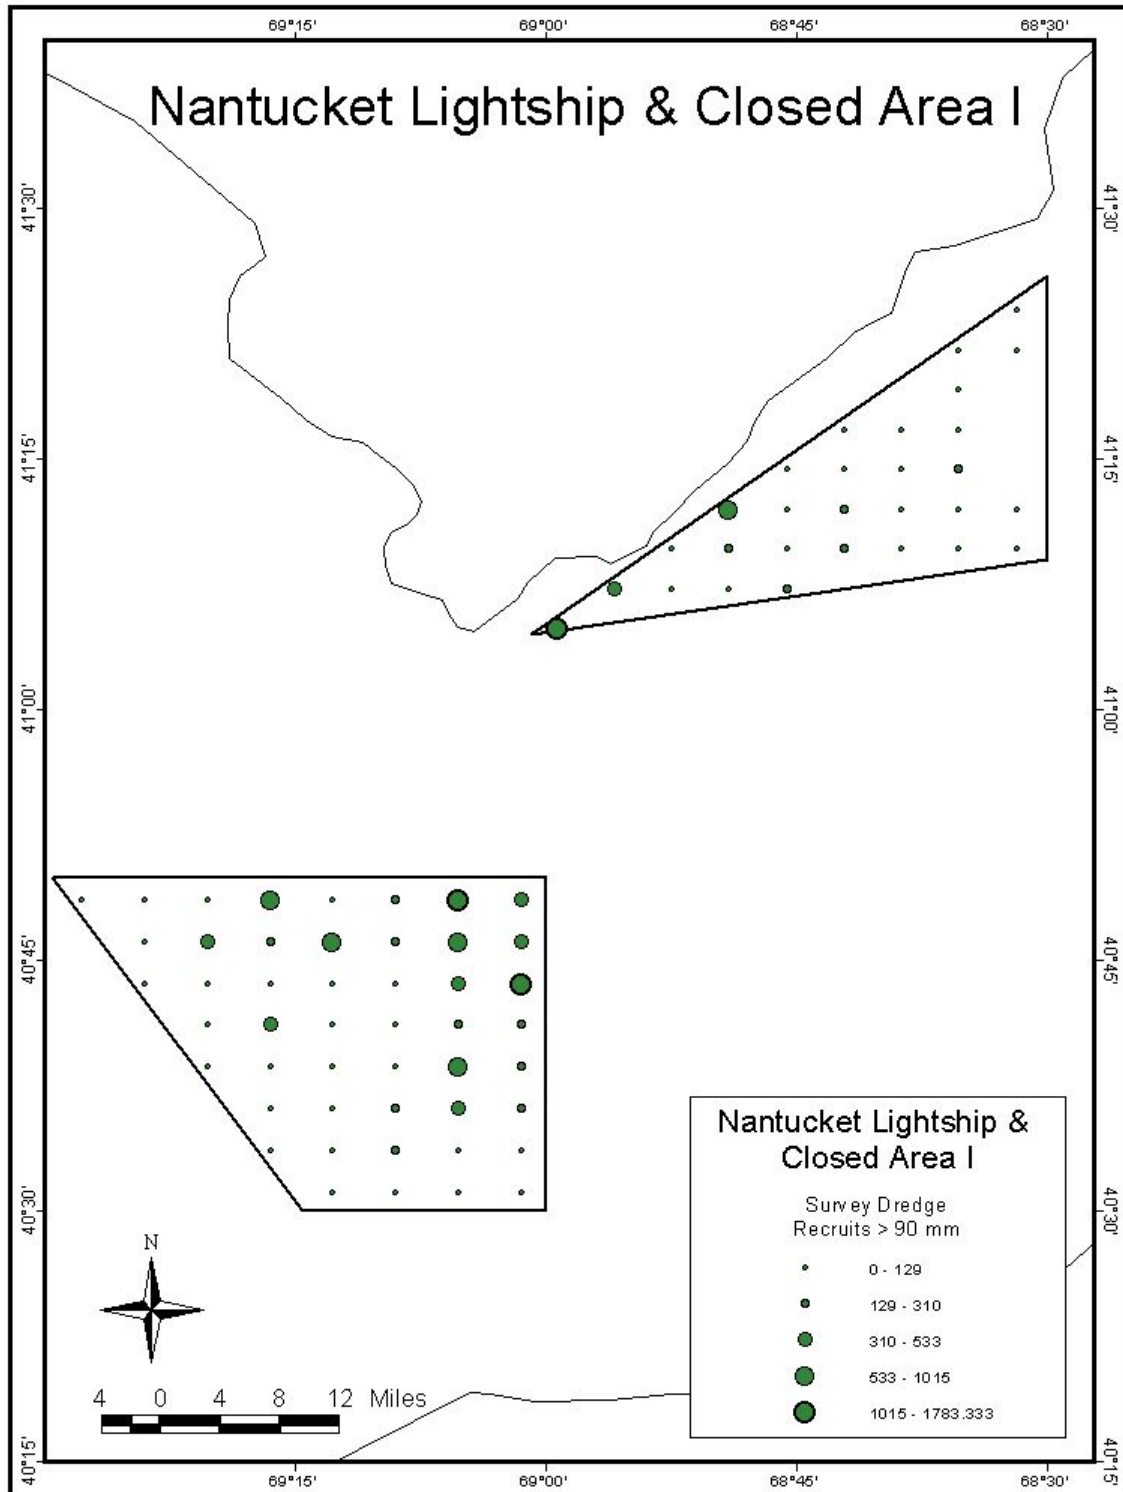 69°15' 69°00' 68°45' 68°30'
Nantucket Lightship & Closed Area I
41°30' 41°30'
41°15' 41°15'
41°00' 41°00'
40°45' 40°45'
40°30' 40°30'
Nantucket Lightship &
Closed Area I
Survey Dredge
Recruits > 90 mm
0 - 129
129 - 310
310 - 533
533 - 1015
1015 - 1783.333
N
4 0 4 8 12 Miles
40°15' 40°15'
69°15' 69°00' 68°45' 68°30'